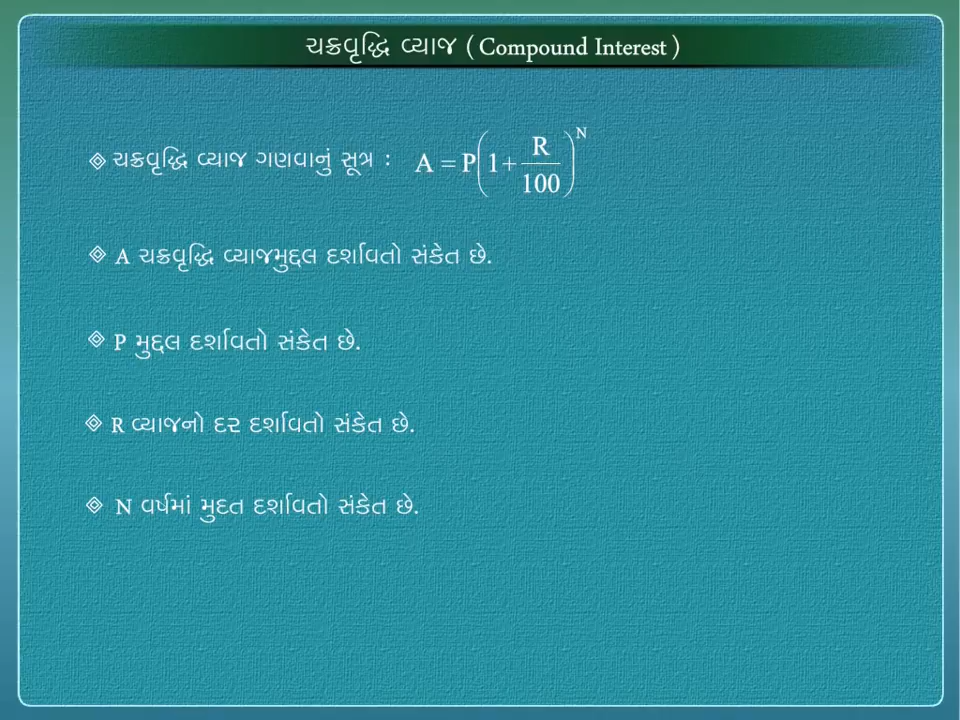 ચક્રવૃદ્ધિ વ્યાજ ( Compound Interest )
◈ ચક્રવૃદ્ધિ વ્યાજ ગણવાનું સૂત્ર : A = P(1 + R/100)^N
◈ A ચક્રવૃદ્ધિ વ્યાજમુદ્દલ દર્શાવતો સંકેત છે.
◈ P મુદ્દલ દર્શાવતો સંકેત છે.
◈ R વ્યાજનો દર દર્શાવતો સંકેત છે.
◈ N વર્ષમાં મુદત દર્શાવતો સંકેત છે.